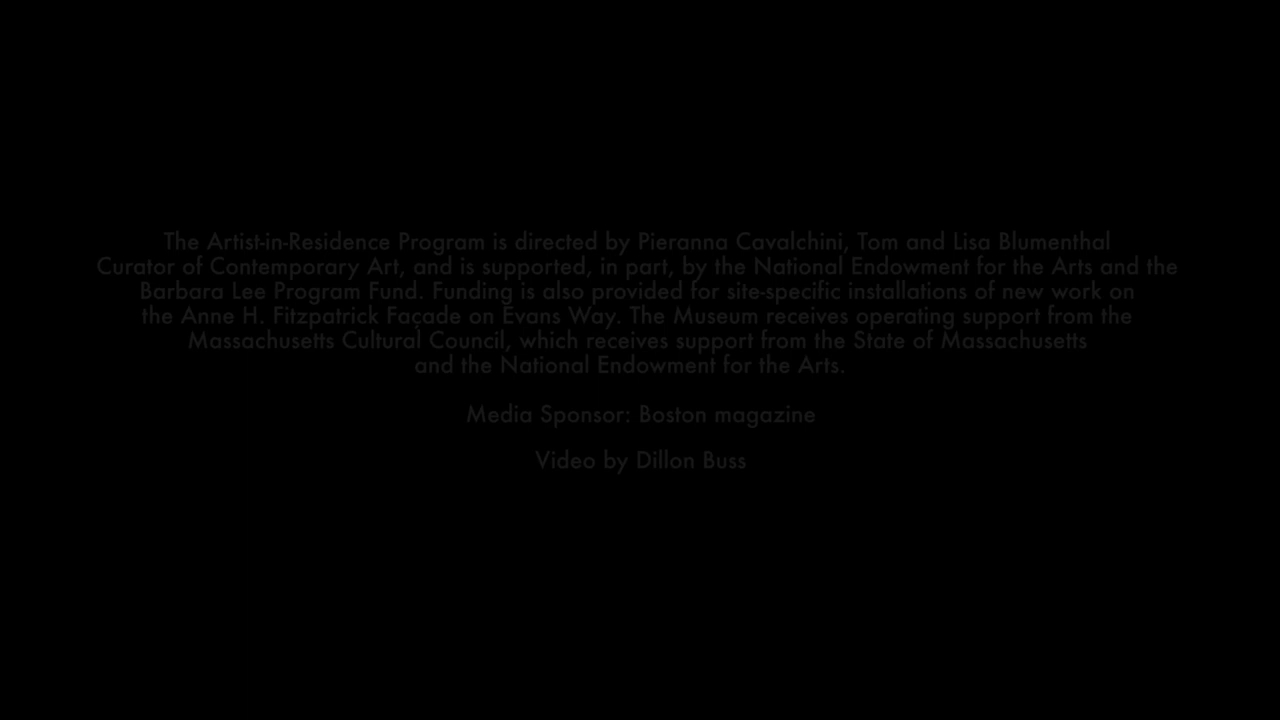 The Artist-in-Residence Program is directed by Pieranna Cavalchini, Tom and Lisa Blumenthal
Curator of Contemporary Art, and is supported, in part, by the National Endowment for the Arts and the
Barbara Lee Program Fund. Funding is also provided for site-specific installations of new work on
the Anne H. Fitzpatrick Façade on Evans Way. The Museum receives operating support from the
Massachusetts Cultural Council, which receives support from the State of Massachusetts
and the National Endowment for the Arts.
Media Sponsor: Boston magazine
Video by Dillon Buss